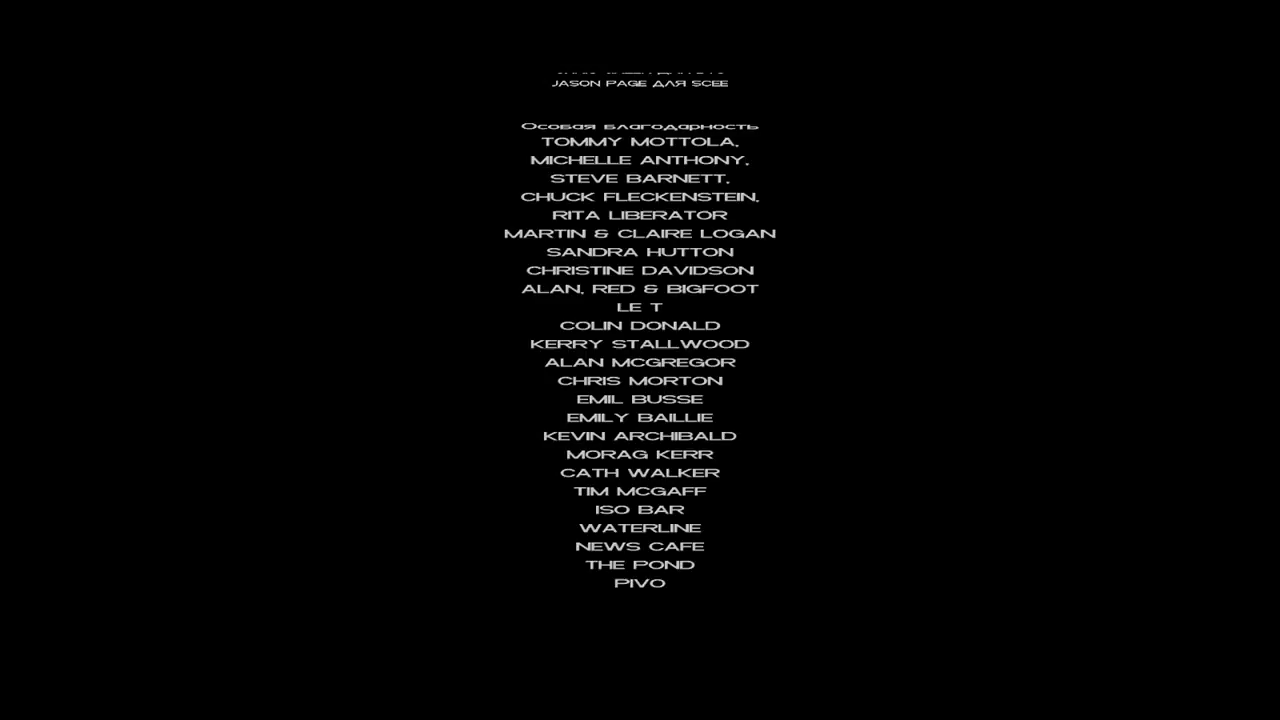 JASON PAGE ДЛЯ SCEE
Особая благодарность
TOMMY MOTTOLA,
MICHELLE ANTHONY,
STEVE BARNETT,
CHUCK FLECKENSTEIN,
RITA LIBERATOR
MARTIN & CLAIRE LOGAN
SANDRA HUTTON
CHRISTINE DAVIDSON
ALAN, RED & BIGFOOT
LE T
COLIN DONALD
KERRY STALLWOOD
ALAN MCGREGOR
CHRIS MORTON
EMIL BUSSE
EMILY BAILLIE
KEVIN ARCHIBALD
MORAG KERR
CATH WALKER
TIM MCGAFF
ISO BAR
WATERLINE
NEWS CAFE
THE POND
PIVO